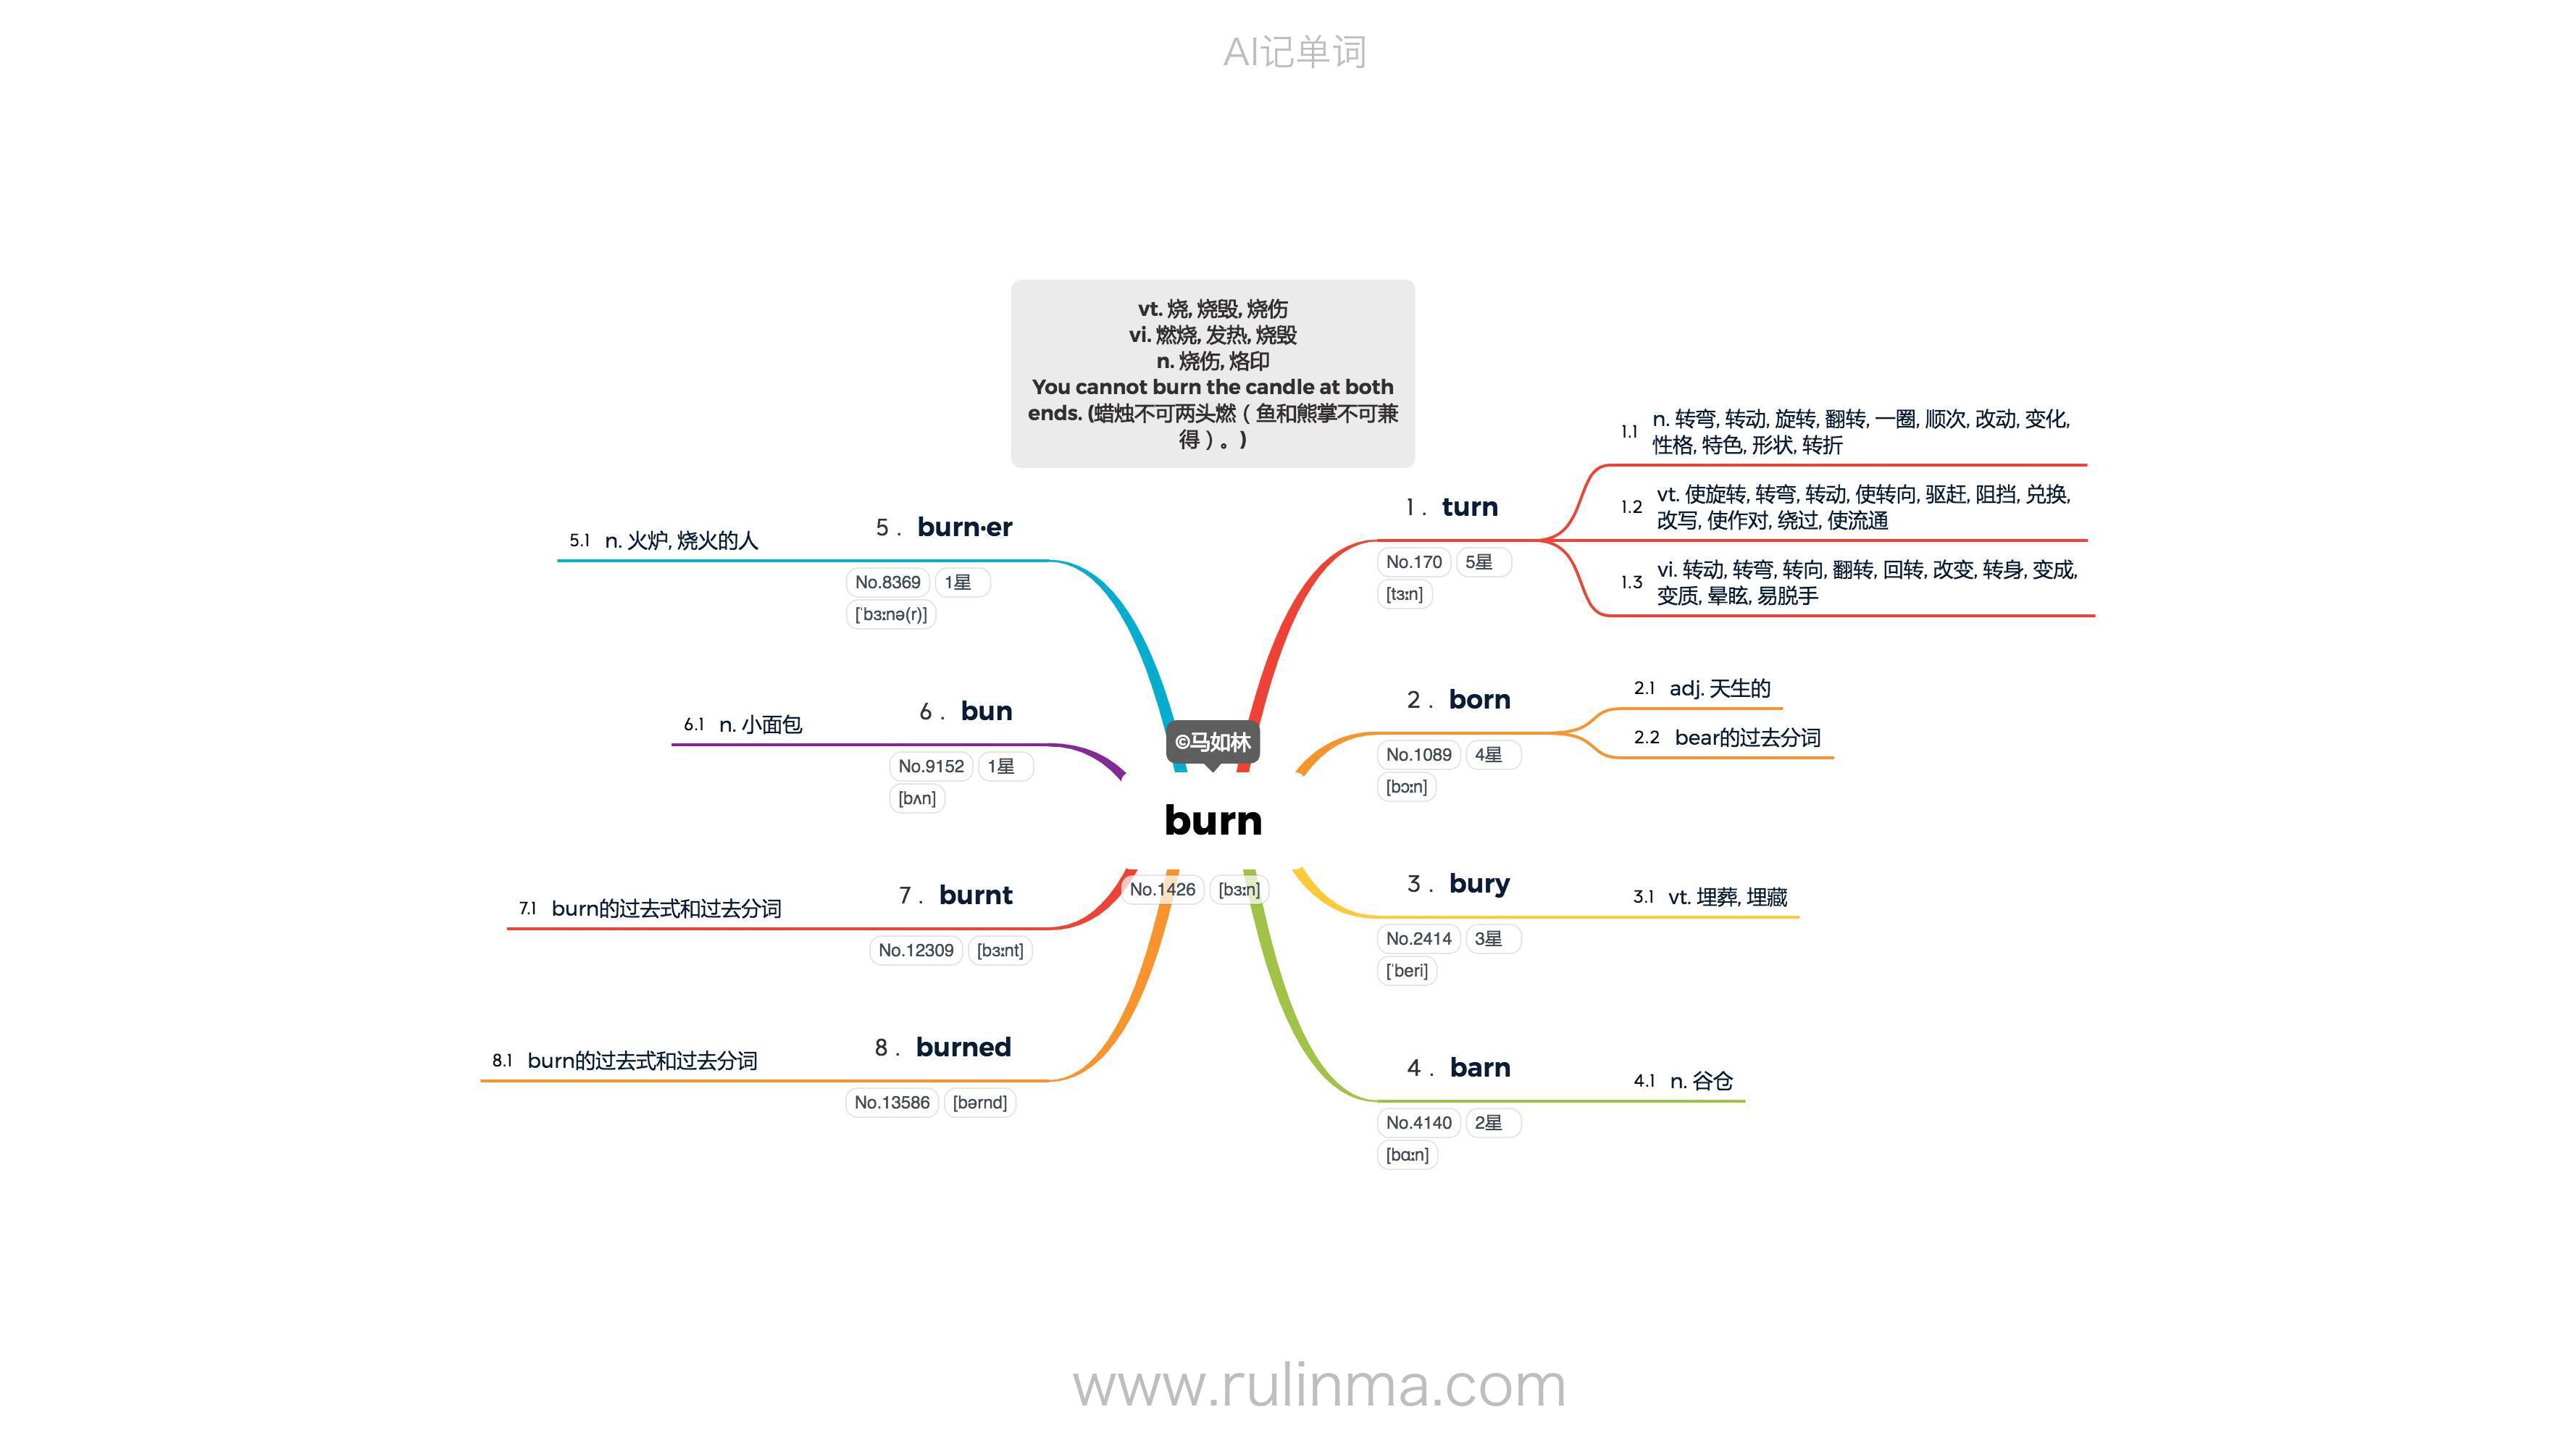 AI记单词
vt. 烧, 烧毁, 烧伤
vi. 燃烧, 发热, 烧毁
n. 烧伤, 烙印
You cannot burn the candle at both
ends. (蜡烛不可两头燃（鱼和熊掌不可兼
得）。)
©马如林
burn
No.1426 [bɜːn]
1. turn
No.170 5星
[tɜːn]
1.1 n. 转弯, 转动, 旋转, 翻转, 一圈, 顺次, 改动, 变化,
性格, 特色, 形状, 转折
1.2 vt. 使旋转, 转弯, 转动, 使转向, 驱赶, 阻挡, 兑换,
改写, 使作对, 绕过, 使流通
1.3 vi. 转动, 转弯, 转向, 翻转, 回转, 改变, 转身, 变成,
变质, 晕眩, 易脱手
2. born
No.1089 4星
[bɔːn]
2.1 adj. 天生的
2.2 bear的过去分词
3. bury
No.2414 3星
[ˈberi]
3.1 vt. 埋葬, 埋藏
4. barn
No.4140 2星
[bɑːn]
4.1 n. 谷仓
5. burn·er
No.8369 1星
[ˈbɜːnə(r)]
5.1 n. 火炉, 烧火的人
6. bun
No.9152 1星
[bʌn]
6.1 n. 小面包
7. burnt
No.12309 [bɜːnt]
7.1 burn的过去式和过去分词
8. burned
No.13586 [bərnd]
8.1 burn的过去式和过去分词
www.rulinma.com